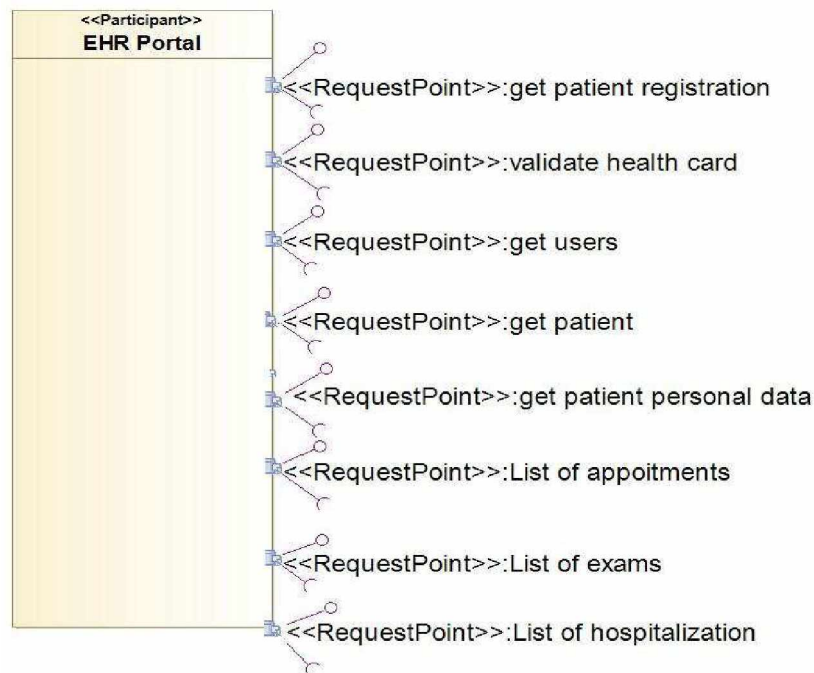 <<Participant>>
EHR Portal
<<RequestPoint>>:get patient registration
<<RequestPoint>>:validate health card
<<RequestPoint>>:get users
<<RequestPoint>>:get patient
<<RequestPoint>>:get patient personal data
<<RequestPoint>>:List of appoitments
<<RequestPoint>>:List of exams
<<RequestPoint>>:List of hospitalization